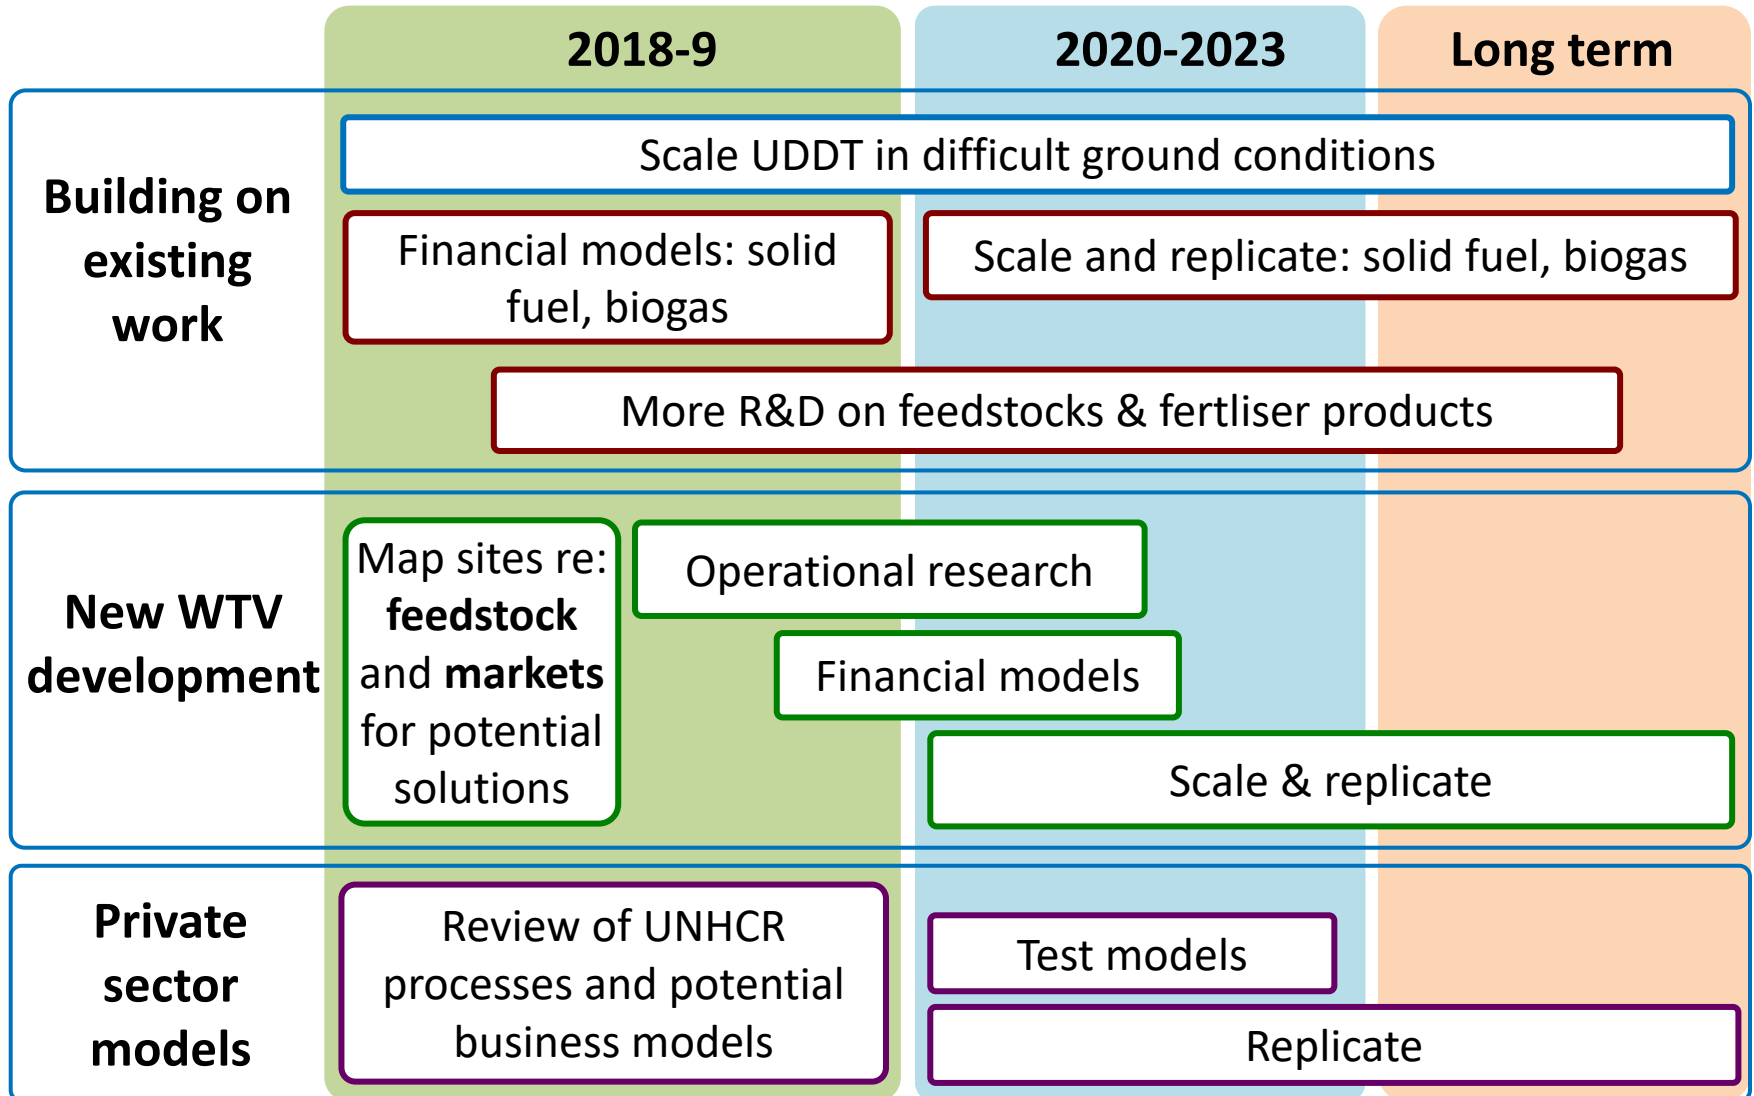 2018-9
2020-2023
Long term
Building on
existing
work
Scale UDDT in difficult ground conditions
Financial models: solid
fuel, biogas
Scale and replicate: solid fuel, biogas
More R&D on feedstocks & fertliser products
New WTV
development
Map sites re:
feedstock
and markets
for potential
solutions
Operational research
Financial models
Scale & replicate
Private
sector
models
Review of UNHCR
processes and potential
business models
Test models
Replicate